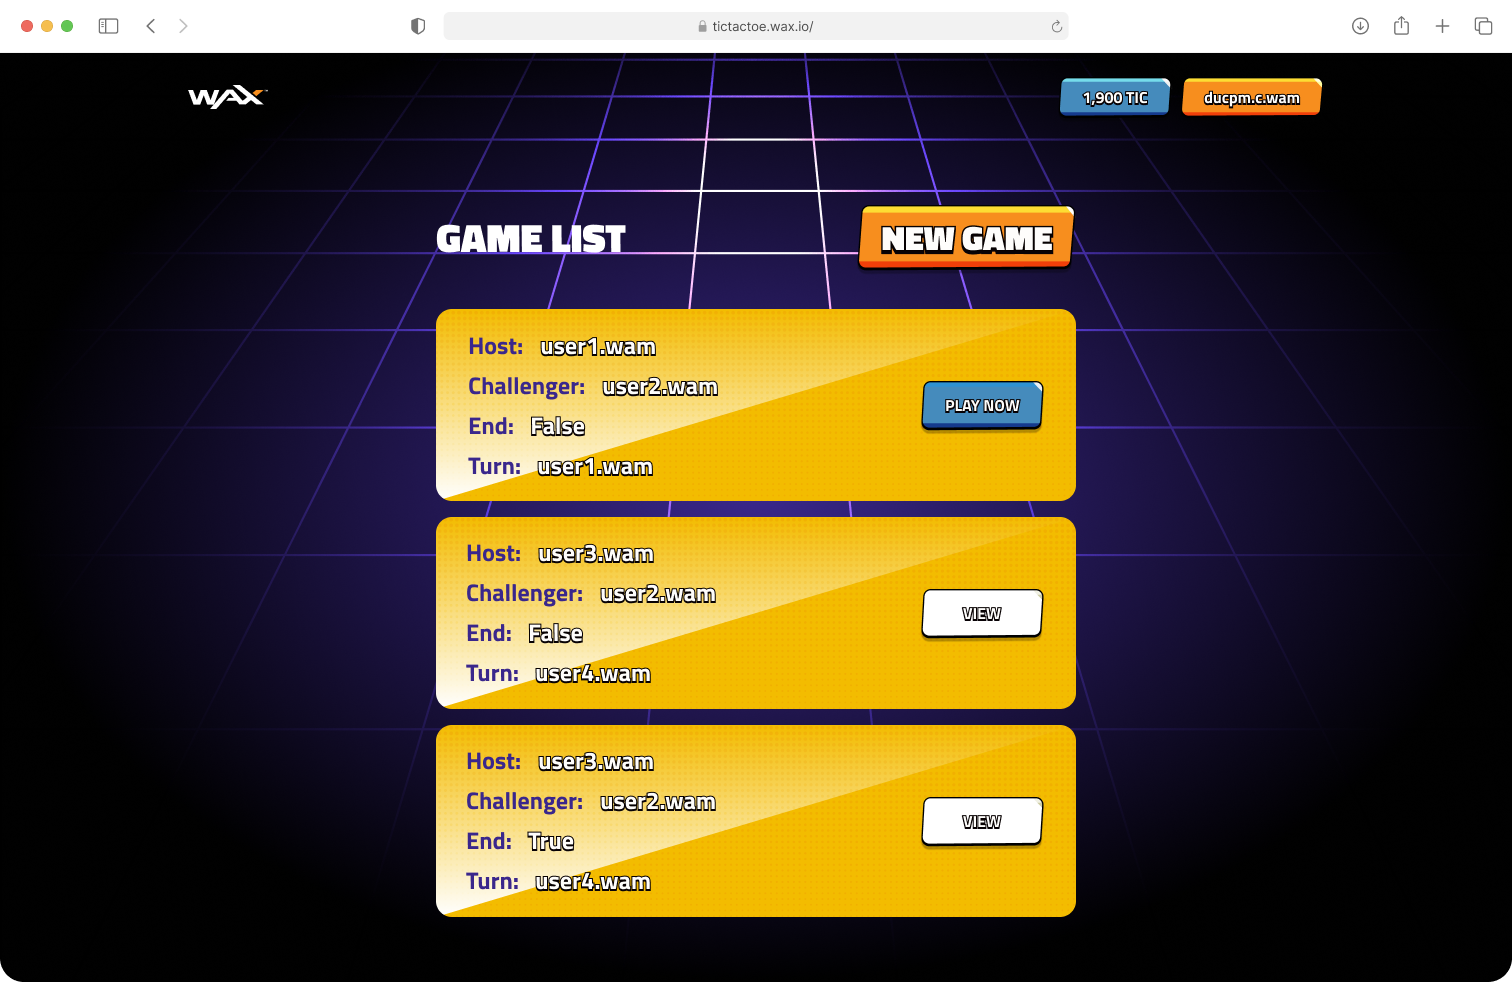 tictactoe.wax.io/
WAX
1,900 TIC
ducpm.c.wam
GAME LIST
NEW GAME
Host: user1.wam
Challenger: user2.wam
End: False
Turn: user1.wam
PLAY NOW
Host: user3.wam
Challenger: user2.wam
End: False
Turn: user4.wam
VIEW
Host: user3.wam
Challenger: user2.wam
End: True
Turn: user4.wam
VIEW